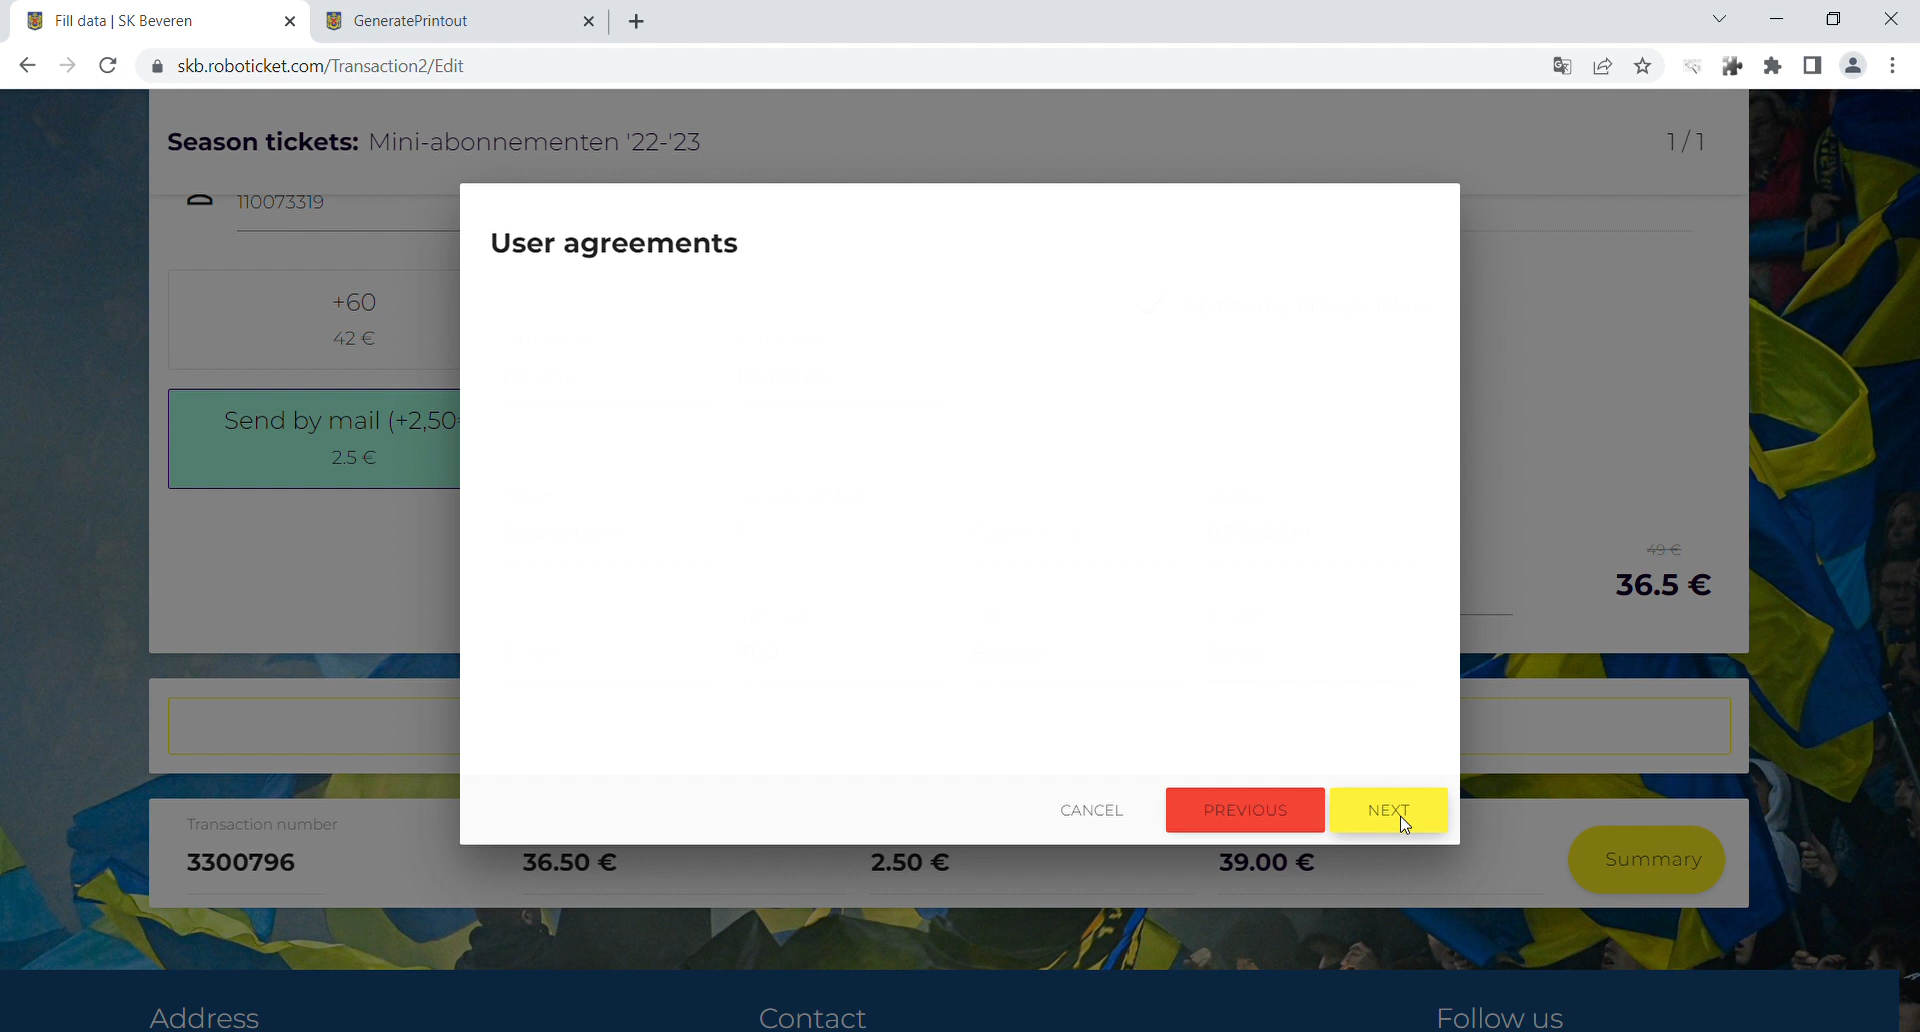 Fill data | SK Beveren
GeneratePrintout
skb.roboticket.com/Transaction2/Edit
Season tickets: Mini-abonnementen '22-'23
1 / 1
110073319
User agreements
+60
42 €
Send by mail (+2,50
2.5 €
49 €
36.5 €
CANCEL
PREVIOUS
NEXT
Transaction number
3300796
36.50 €
2.50 €
39.00 €
Summary
Address
Contact
Follow us